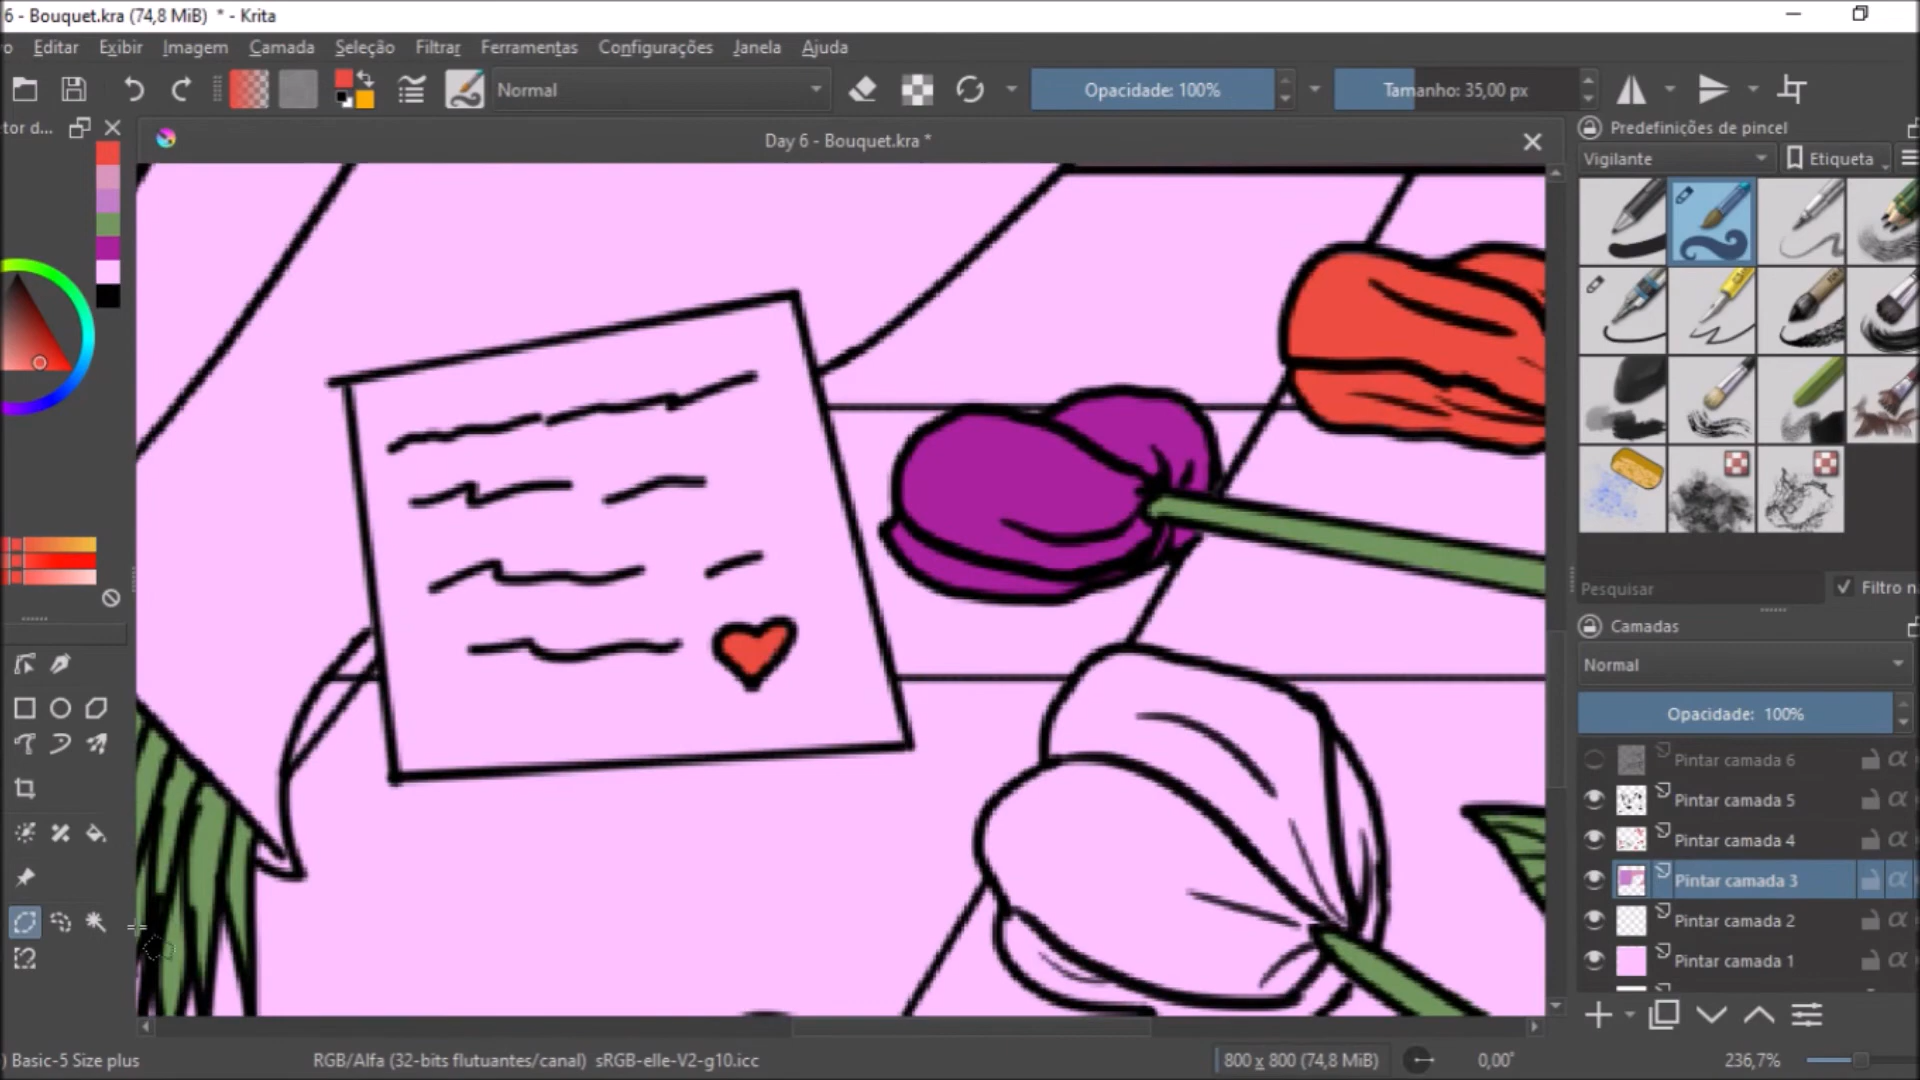 6 - Bouquet.kra (74,8 MiB) * - Krita
Editar Exibir Imagem Camada Seleção Filtrar Ferramentas Configurações Janela Ajuda
Normal
Opacidade: 100%
Tamanho: 35,00 px
Day 6 - Bouquet.kra *
Predefinições de pincel
Vigilante
Etiqueta
Pesquisar
Filtro
Camadas
Normal
Opacidade: 100%
Pintar camada 6
Pintar camada 5
Pintar camada 4
Pintar camada 3
Pintar camada 2
Pintar camada 1
) Basic-5 Size plus
RGB/Alfa (32-bits flutuantes/canal) sRGB-elle-V2-g10.icc
800 x 800 (74,8 MiB)
0,00°
236,7%